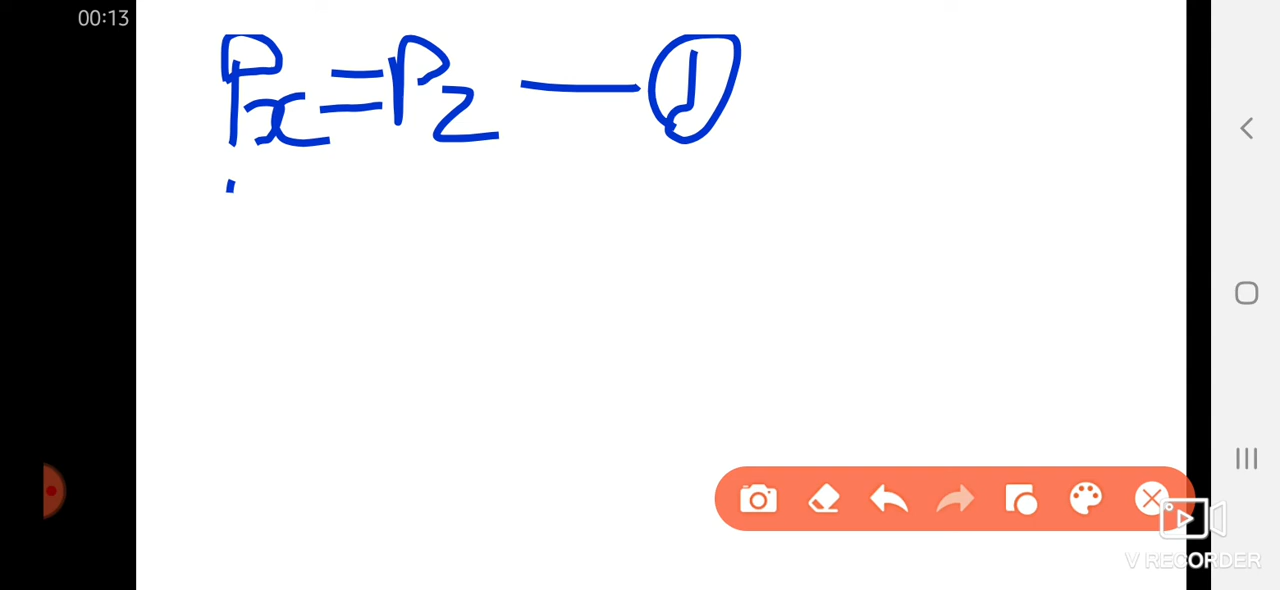 00:13
Px = Pz — ①
V RECORDER